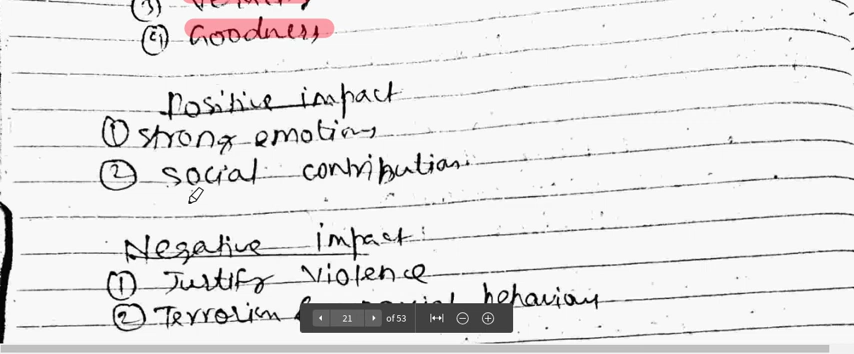 (3)
(4) Goodness
Positive impact
① strong emotions
② social contribution.
Negative impact:
① Justify violence
② Terrorism & behaviour
21 of 53